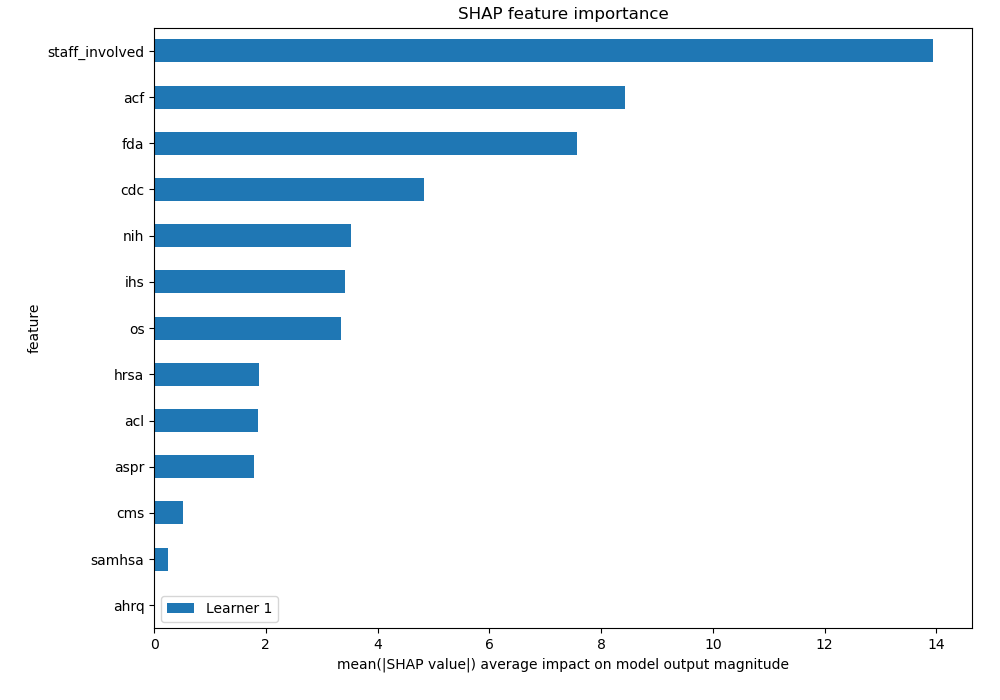 SHAP feature importance
staff_involved
acf
fda
cdc
nih
ihs
os
hrsa
acl
aspr
cms
samhsa
ahrq
feature
Learner 1
0 2 4 6 8 10 12 14
mean(|SHAP value|) average impact on model output magnitude